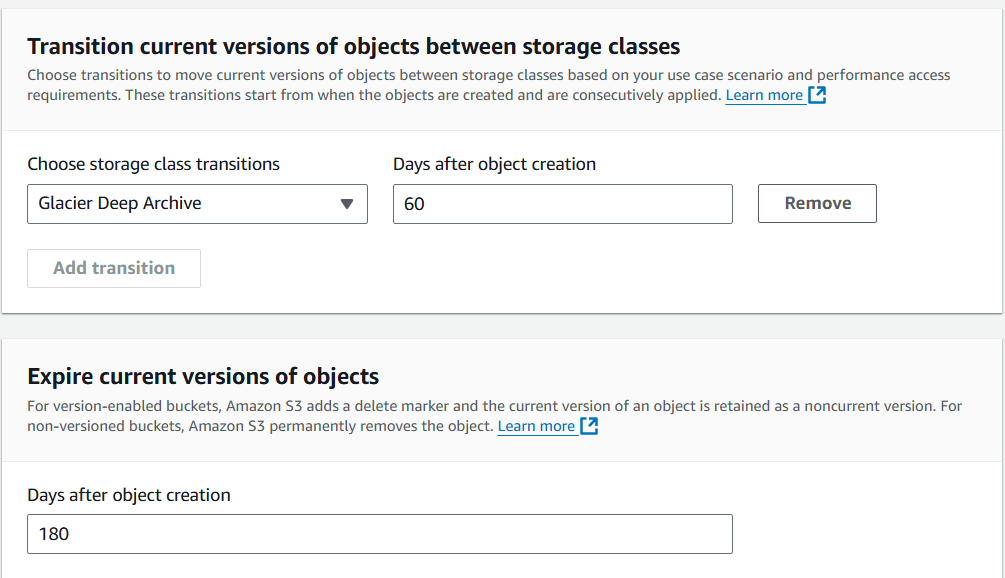 Transition current versions of objects between storage classes
Choose transitions to move current versions of objects between storage classes based on your use case scenario and performance access
requirements. These transitions start from when the objects are created and are consecutively applied. Learn more
Choose storage class transitions
Days after object creation
Glacier Deep Archive
60
Remove
Add transition
Expire current versions of objects
For version-enabled buckets, Amazon S3 adds a delete marker and the current version of an object is retained as a noncurrent version. For
non-versioned buckets, Amazon S3 permanently removes the object. Learn more
Days after object creation
180